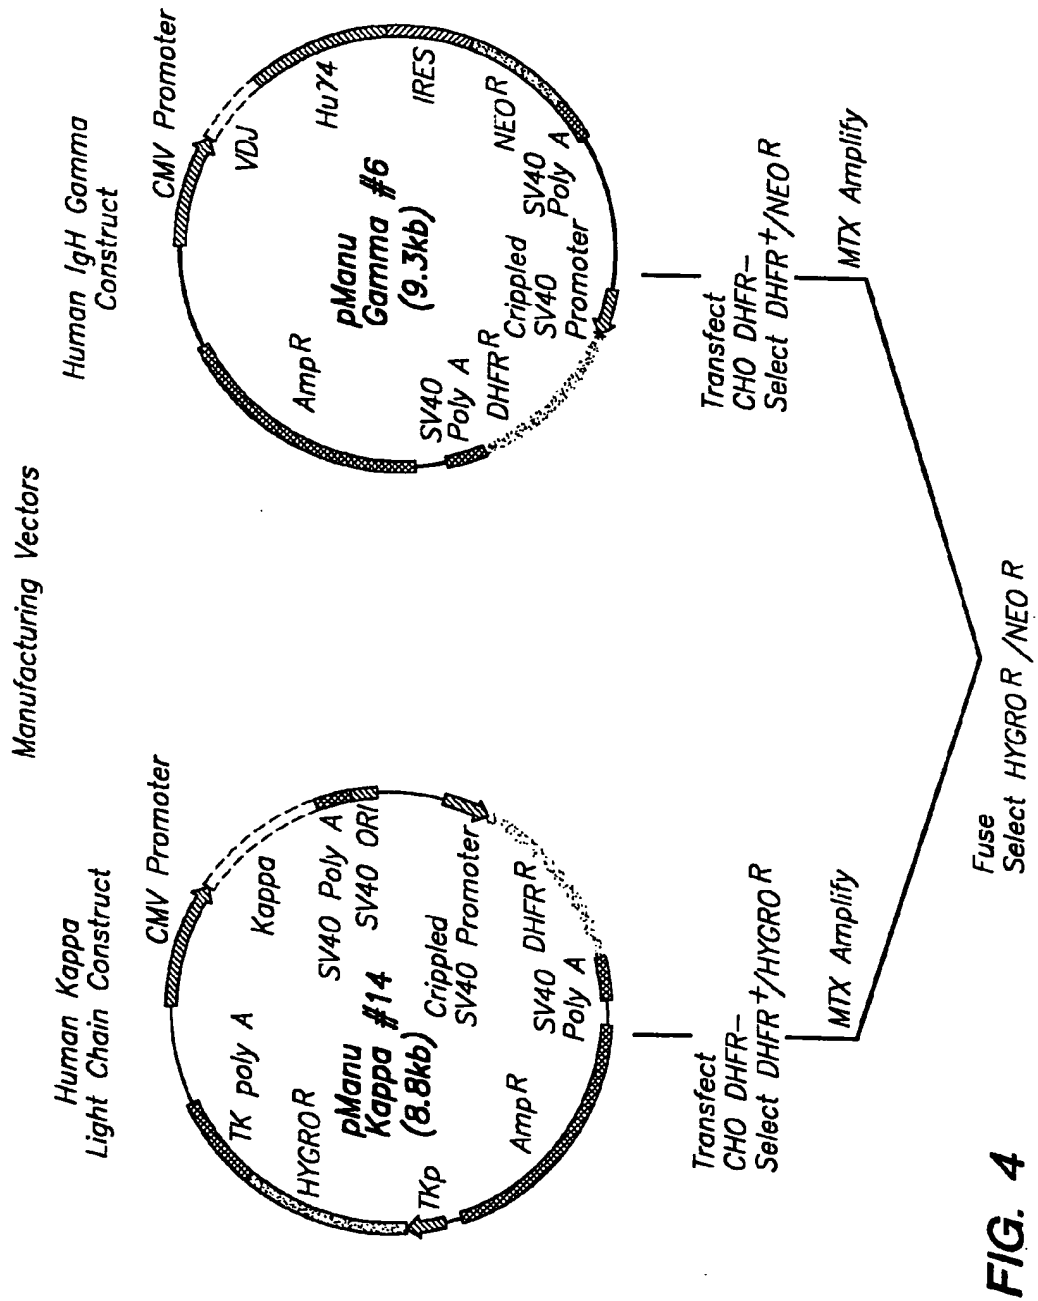 Manufacturing Vectors
Human Kappa
Light Chain Construct
CMV Promoter
Kappa
SV40 Poly A
SV40 ORI
TK poly A
HYGRO R
pManu
Kappa #14
(8.8kb)
Crippled
SV40 Promoter
TKp
AmpR
DHFR R
SV40
Poly A
Transfect
CHO DHFR-
Select DHFR+/HYGRO R
MTX Amplify
Human IgH Gamma
Construct
CMV Promoter
VDJ
Huγ4
IRES
NEO R
SV40
Poly A
pManu
Gamma #6
(9.3kb)
Crippled
SV40
Promoter
AmpR
SV40
Poly A
DHFR R
Transfect
CHO DHFR-
Select DHFR+/NEO R
MTX Amplify
Fuse
Select HYGRO R/NEO R
FIG. 4